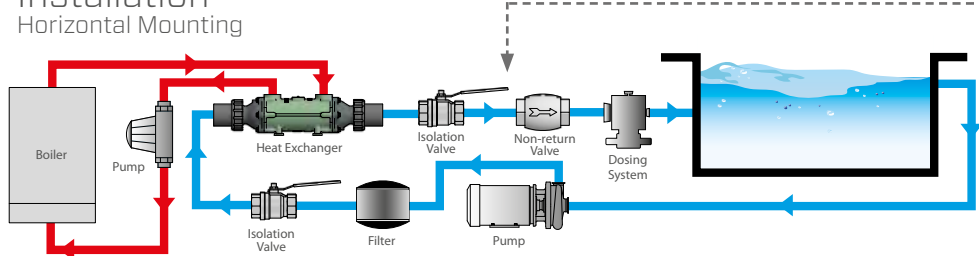 Installation
Horizontal Mounting
Boiler
Pump
Heat Exchanger
Isolation
Valve
Non-return
Valve
Dosing
System
Isolation
Valve
Filter
Pump